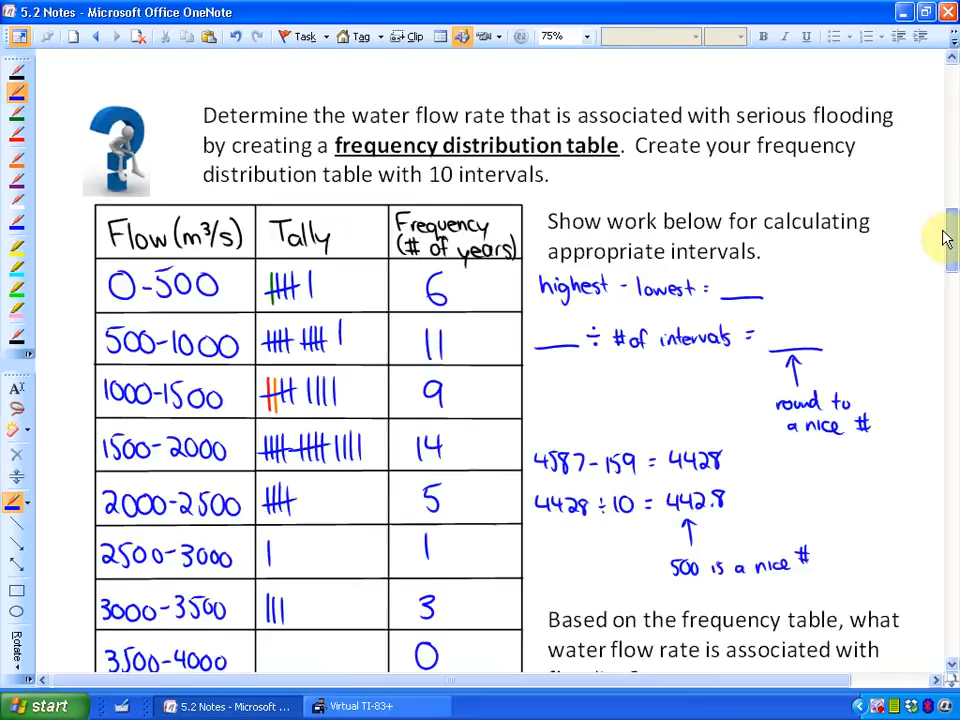 5.2 Notes - Microsoft Office OneNote
Task
Tag
Clip
75%
B I U
Determine the water flow rate that is associated with serious flooding
by creating a frequency distribution table. Create your frequency
distribution table with 10 intervals.
Flow (m³/s) Tally Frequency (# of years)
0-500 6
500-1000 11
1000-1500 9
1500-2000 14
2000-2500 5
2500-3000 1
3000-3500 3
3500-4000 0
Show work below for calculating
appropriate intervals.
highest - lowest = ___
___ ÷ # of intervals = ___
round to
a nice #
4587-159 = 4428
4428 ÷ 10 = 442.8
500 is a nice #
Based on the frequency table, what
water flow rate is associated with
Rotate
start
5.2 Notes - Microsoft ...
Virtual TI-83+